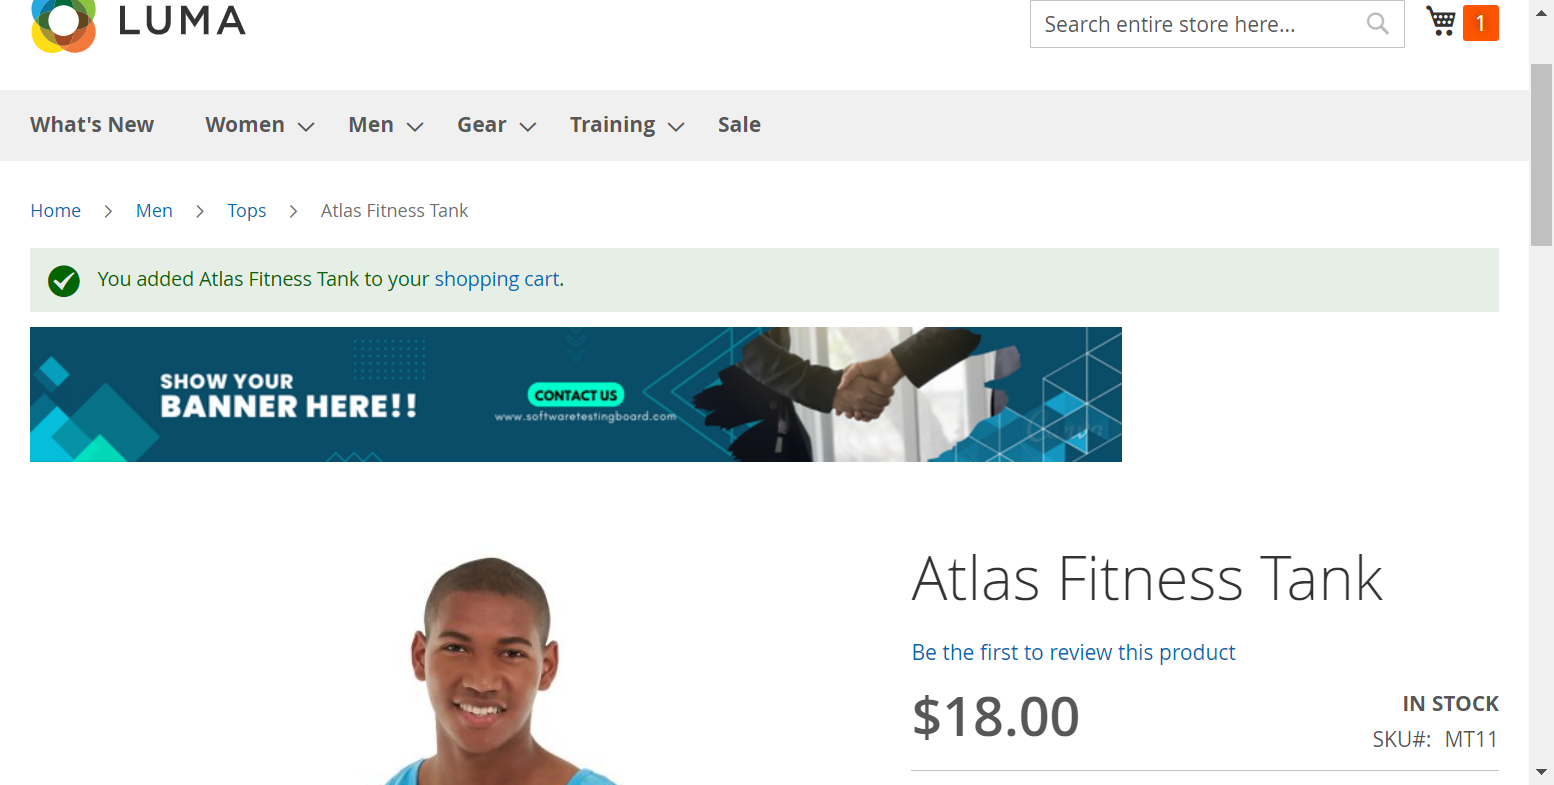 LUMA
Search entire store here...
1
What's New Women Men Gear Training Sale
Home Men Tops Atlas Fitness Tank
You added Atlas Fitness Tank to your shopping cart.
SHOW YOUR
BANNER HERE!!
CONTACT US
www.softwaretestingboard.com
Atlas Fitness Tank
Be the first to review this product
$18.00
IN STOCK
SKU#: MT11